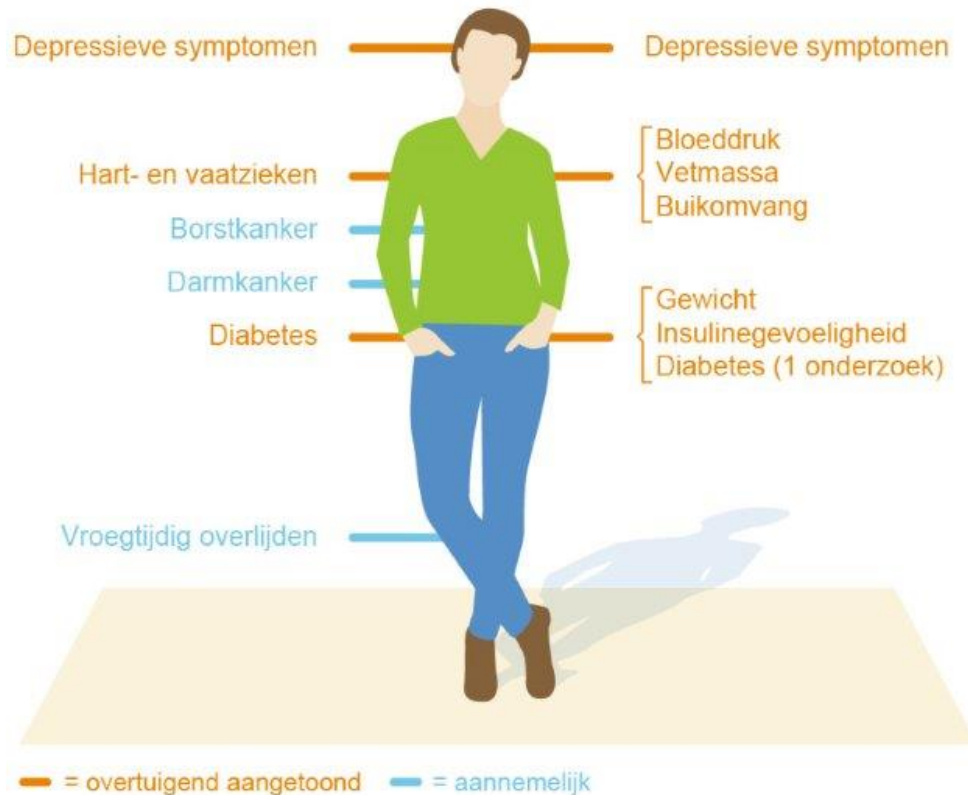 Depressieve symptomen
Hart- en vaatzieken
Borstkanker
Darmkanker
Diabetes
Vroegtijdig overlijden
Depressieve symptomen
Bloeddruk
Vetmassa
Buikomvang
Gewicht
Insulinegevoeligheid
Diabetes (1 onderzoek)
= overtuigend aangetoond = aannemelijk